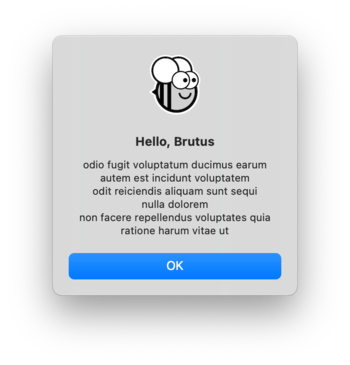 Hello, Brutus
odio fugit voluptatum ducimus earum
autem est incidunt voluptatem
odit reiciendis aliquam sunt sequi
nulla dolorem
non facere repellendus voluptates quia
ratione harum vitae ut
OK